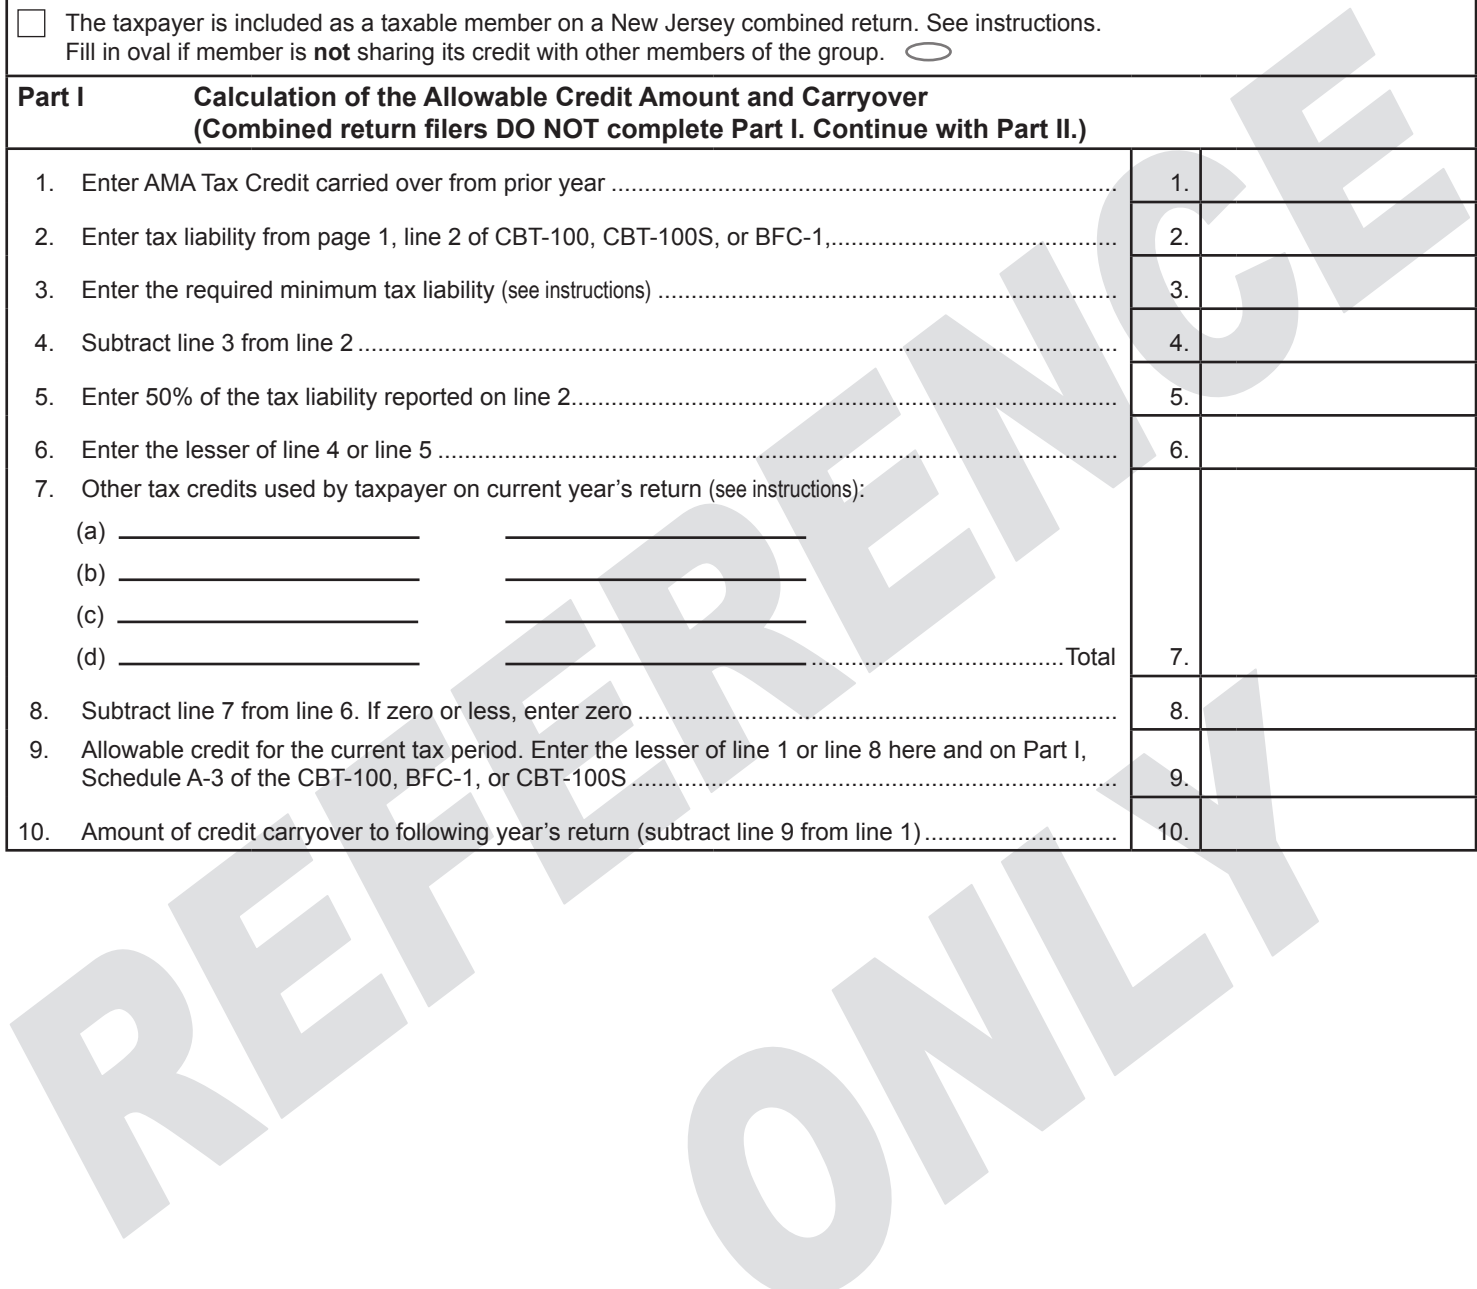 The taxpayer is included as a taxable member on a New Jersey combined return. See instructions.
Fill in oval if member is not sharing its credit with other members of the group.
Part I Calculation of the Allowable Credit Amount and Carryover
(Combined return filers DO NOT complete Part I. Continue with Part II.)
1. Enter AMA Tax Credit carried over from prior year ........ 1.
2. Enter tax liability from page 1, line 2 of CBT-100, CBT-100S, or BFC-1,........ 2.
3. Enter the required minimum tax liability (see instructions) ........ 3.
4. Subtract line 3 from line 2 ........ 4.
5. Enter 50% of the tax liability reported on line 2........ 5.
6. Enter the lesser of line 4 or line 5 ........ 6.
7. Other tax credits used by taxpayer on current year’s return (see instructions):
(a)
(b)
(c)
(d) ........Total 7.
8. Subtract line 7 from line 6. If zero or less, enter zero ........ 8.
9. Allowable credit for the current tax period. Enter the lesser of line 1 or line 8 here and on Part I,
Schedule A-3 of the CBT-100, BFC-1, or CBT-100S ........ 9.
10. Amount of credit carryover to following year’s return (subtract line 9 from line 1) ........ 10.
REFERENCE
ONLY